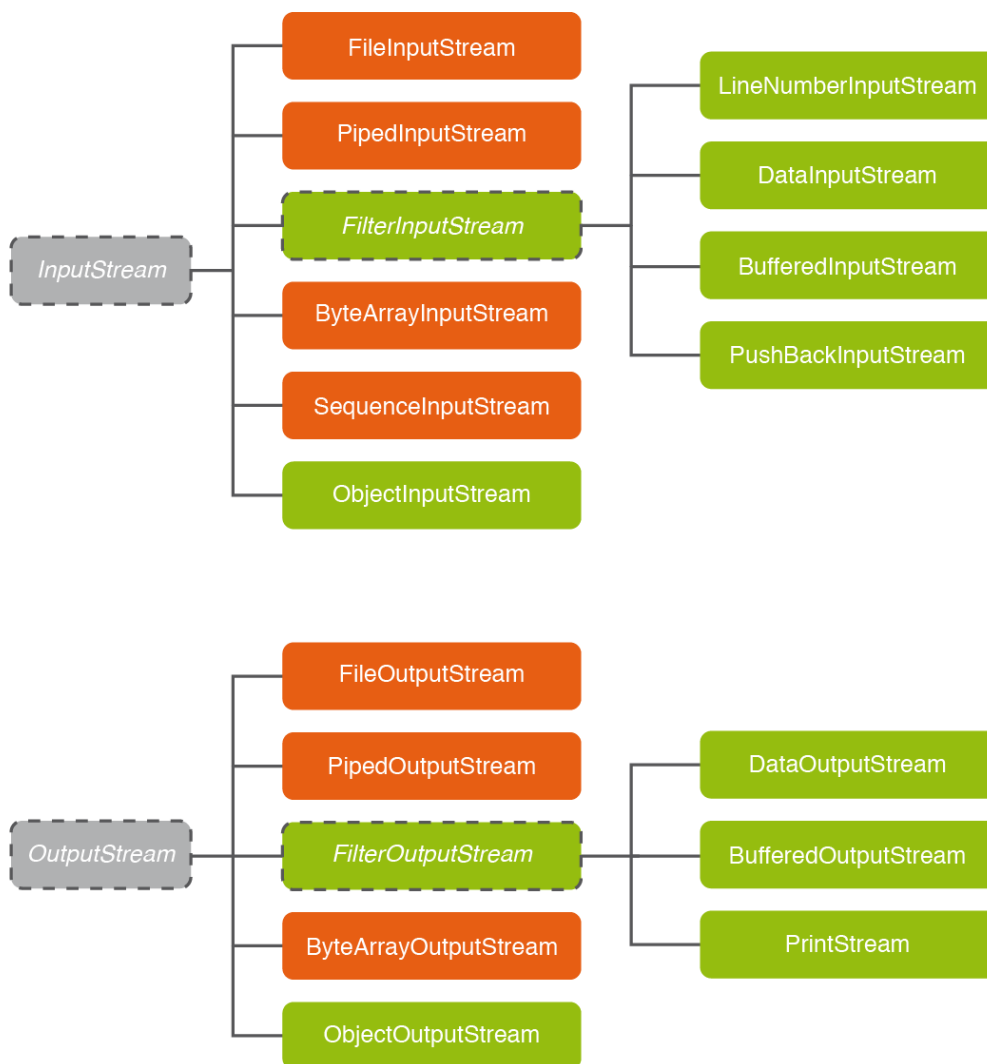 FileInputStream
LineNumberInputStream
PipedInputStream
DataInputStream
FilterInputStream
InputStream
BufferedInputStream
ByteArrayInputStream
PushBackInputStream
SequenceInputStream
ObjectInputStream
FileOutputStream
PipedOutputStream
DataOutputStream
OutputStream
FilterOutputStream
BufferedOutputStream
ByteArrayOutputStream
PrintStream
ObjectOutputStream